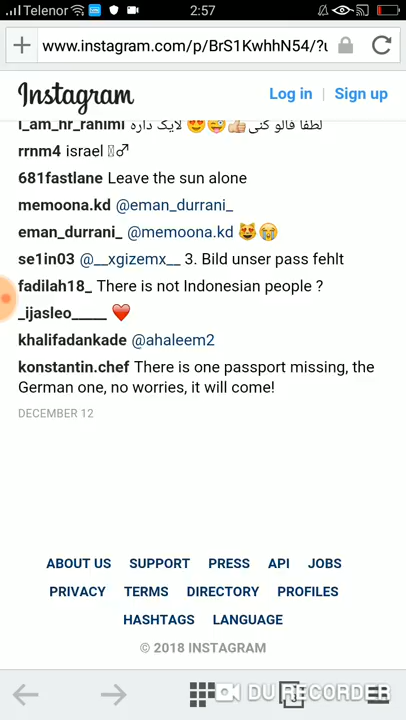 Telenor 2:57
www.instagram.com/p/BrS1KwhhN54/?u
Instagram Log in | Sign up
i_am_hr_rahimi لطفا فالو کنی👍😜😍 لایک داره
rrnm4 israel ♂
681fastlane Leave the sun alone
memoona.kd @eman_durrani_
eman_durrani_ @memoona.kd 😻😭
se1in03 @__xgizemx__ 3. Bild unser pass fehlt
fadilah18_ There is not Indonesian people ?
_ijasleo_____ ❤️
khalifadankade @ahaleem2
konstantin.chef There is one passport missing, the
German one, no worries, it will come!
DECEMBER 12
ABOUT US SUPPORT PRESS API JOBS
PRIVACY TERMS DIRECTORY PROFILES
HASHTAGS LANGUAGE
© 2018 INSTAGRAM
DU RECORDER